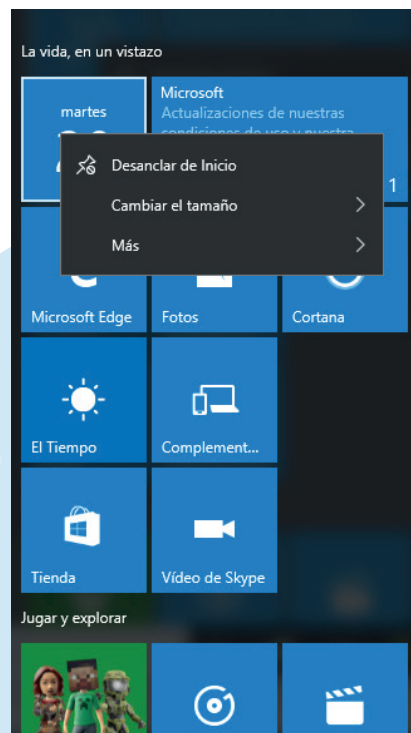 La vida, en un vistazo
martes
Microsoft
Actualizaciones de nuestras
condiciones de uso y nuestra
1
Desanclar de Inicio
Cambiar el tamaño
Más
Microsoft Edge
Fotos
Cortana
El Tiempo
Complement...
Tienda
Vídeo de Skype
Jugar y explorar